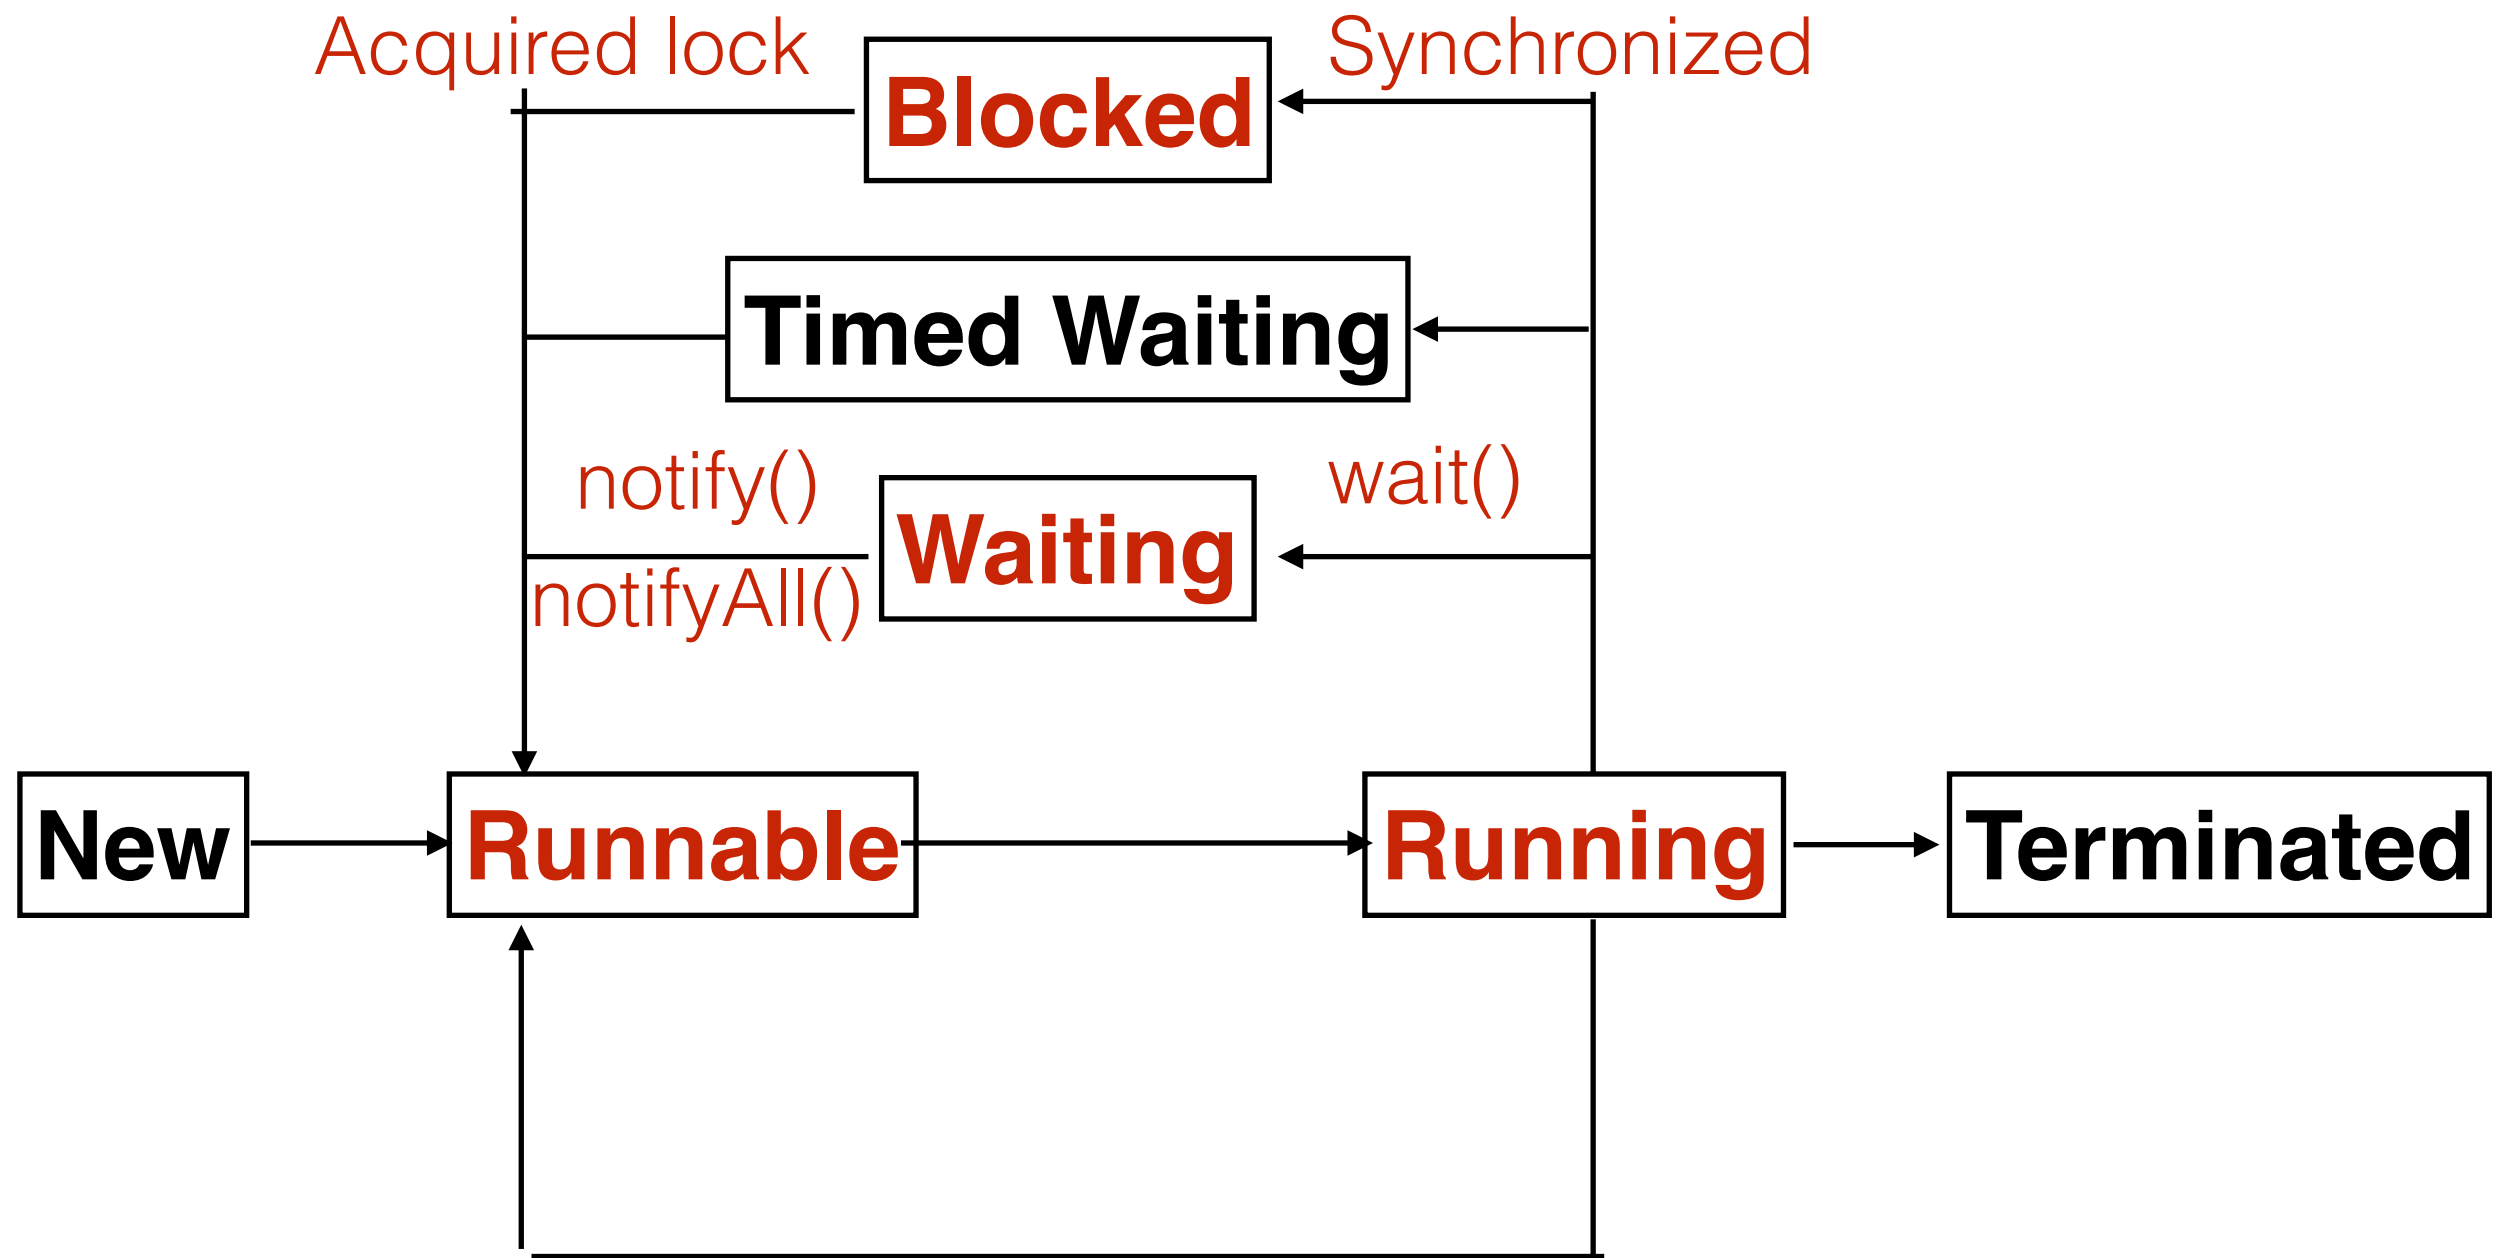 Acquired lock
Synchronized
Blocked
Timed Waiting
notify()
wait()
Waiting
notifyAll()
New
Runnable
Running
Terminated